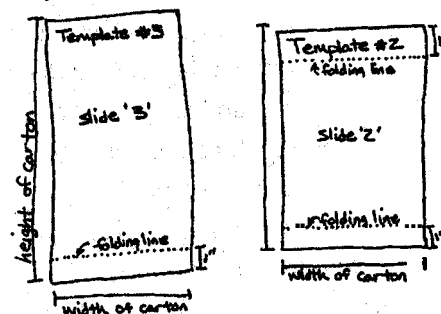 Template #3
slide '3'
height of carton
folding line
1"
width of carton
Template #2
folding line
slide '2'
folding line
1"
width of carton